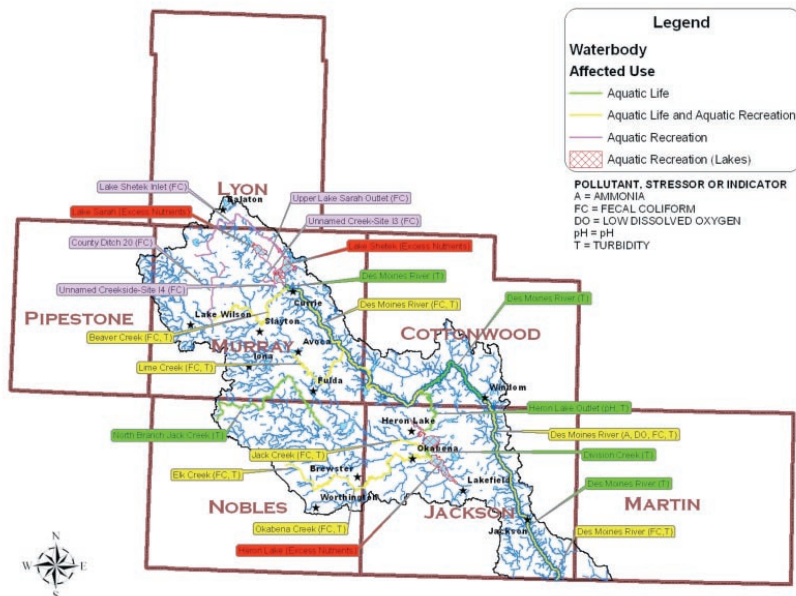 Legend
Waterbody
Affected Use
Aquatic Life
Aquatic Life and Aquatic Recreation
Aquatic Recreation
Aquatic Recreation (Lakes)
POLLUTANT, STRESSOR OR INDICATOR
A = AMMONIA
FC = FECAL COLIFORM
DO = LOW DISSOLVED OXYGEN
pH = pH
T = TURBIDITY
Lake Shetek Inlet (FC)
LYON
Balaton
Upper Lake Sarah Outlet (FC)
Lake Sarah (Excess Nutrients)
Unnamed Creek-Site 13 (FC)
County Ditch 20 (FC)
Lake Shetek (Excess Nutrients)
Des Moines River (T)
Unnamed Creekside-Site 14 (FC)
Currie
Des Moines River (FC, T)
Des Moines River (T)
PIPESTONE
Lake Wilson
Slayton
COTTONWOOD
Beaver Creek (FC, T)
MURRAY
Avoca
Iona
Lime Creek (FC, T)
Fulda
Windom
Heron Lake Outlet (pH, T)
Heron Lake
North Branch Jack Creek (T)
Des Moines River (A, DO, FC, T)
Jack Creek (FC, T)
Okabena
Division Creek (T)
Elk Creek (FC, T)
Brewster
Lakefield
Des Moines River (T)
NOBLES
Worthington
JACKSON
MARTIN
Okabena Creek (FC, T)
Jackson
Des Moines River (FC, T)
Heron Lake (Excess Nutrients)
N
W
E
S